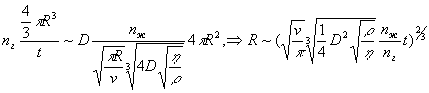 n_г (4/3 πR³)/t ~ D n_ж/(√(πR/v) ∛(4D√(η/ρ))) 4πR², ⇒ R ~ (√(v/π) ∛(1/4 D² √(ρ/η)) n_ж/n_г t)^⅔